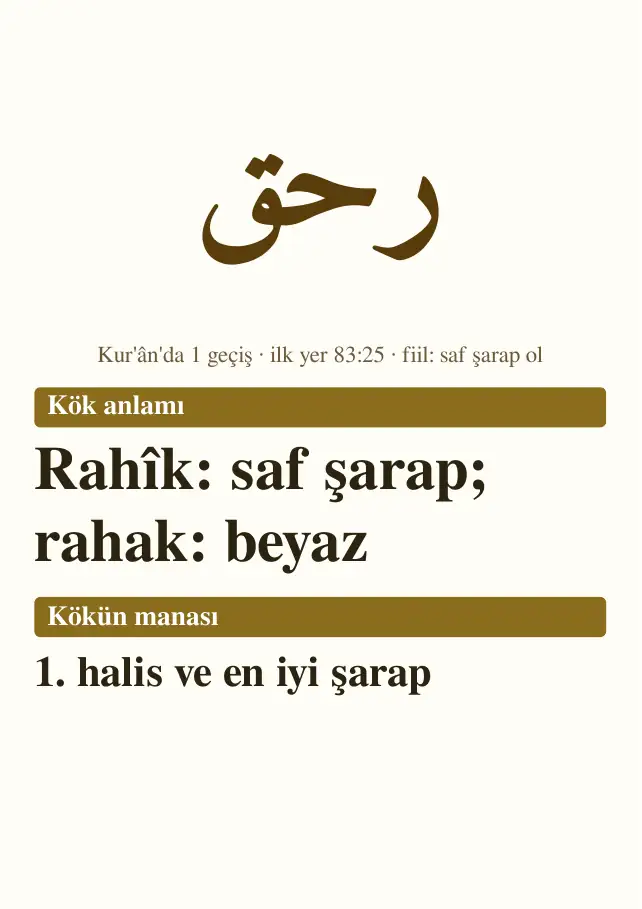 رحق
Kur'ân'da 1 geçiş · ilk yer 83:25 · fiil: saf şarap ol
Kök anlamı
Rahîk: saf şarap;
rahak: beyaz
Kökün manası
1. halis ve en iyi şarap